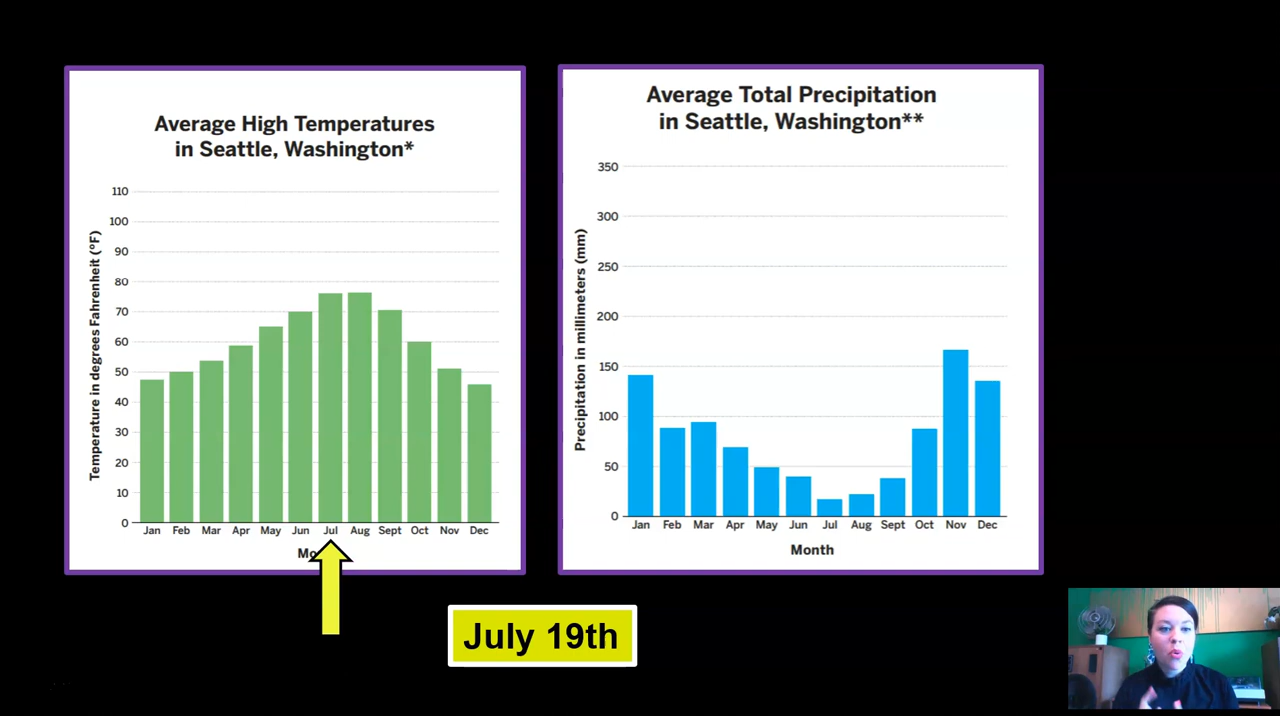 Average High Temperatures
in Seattle, Washington*
Temperature in degrees Fahrenheit (°F)
110
100
90
80
70
60
50
40
30
20
10
0
Jan Feb Mar Apr May Jun Jul Aug Sept Oct Nov Dec
Average Total Precipitation
in Seattle, Washington**
Precipitation in millimeters (mm)
350
300
250
200
150
100
50
0
Jan Feb Mar Apr May Jun Jul Aug Sept Oct Nov Dec
Month
July 19th